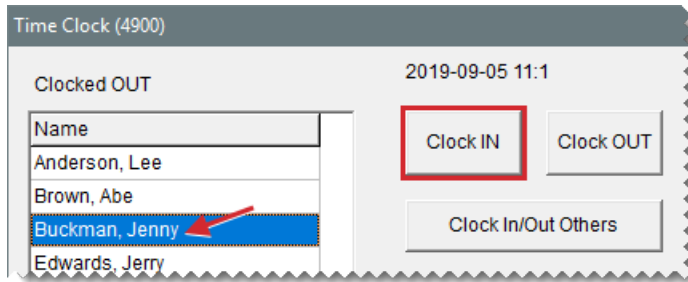 Time Clock (4900)
Clocked OUT
2019-09-05 11:1
Name
Anderson, Lee
Brown, Abe
Buckman, Jenny
Edwards, Jerry
Clock IN
Clock OUT
Clock In/Out Others